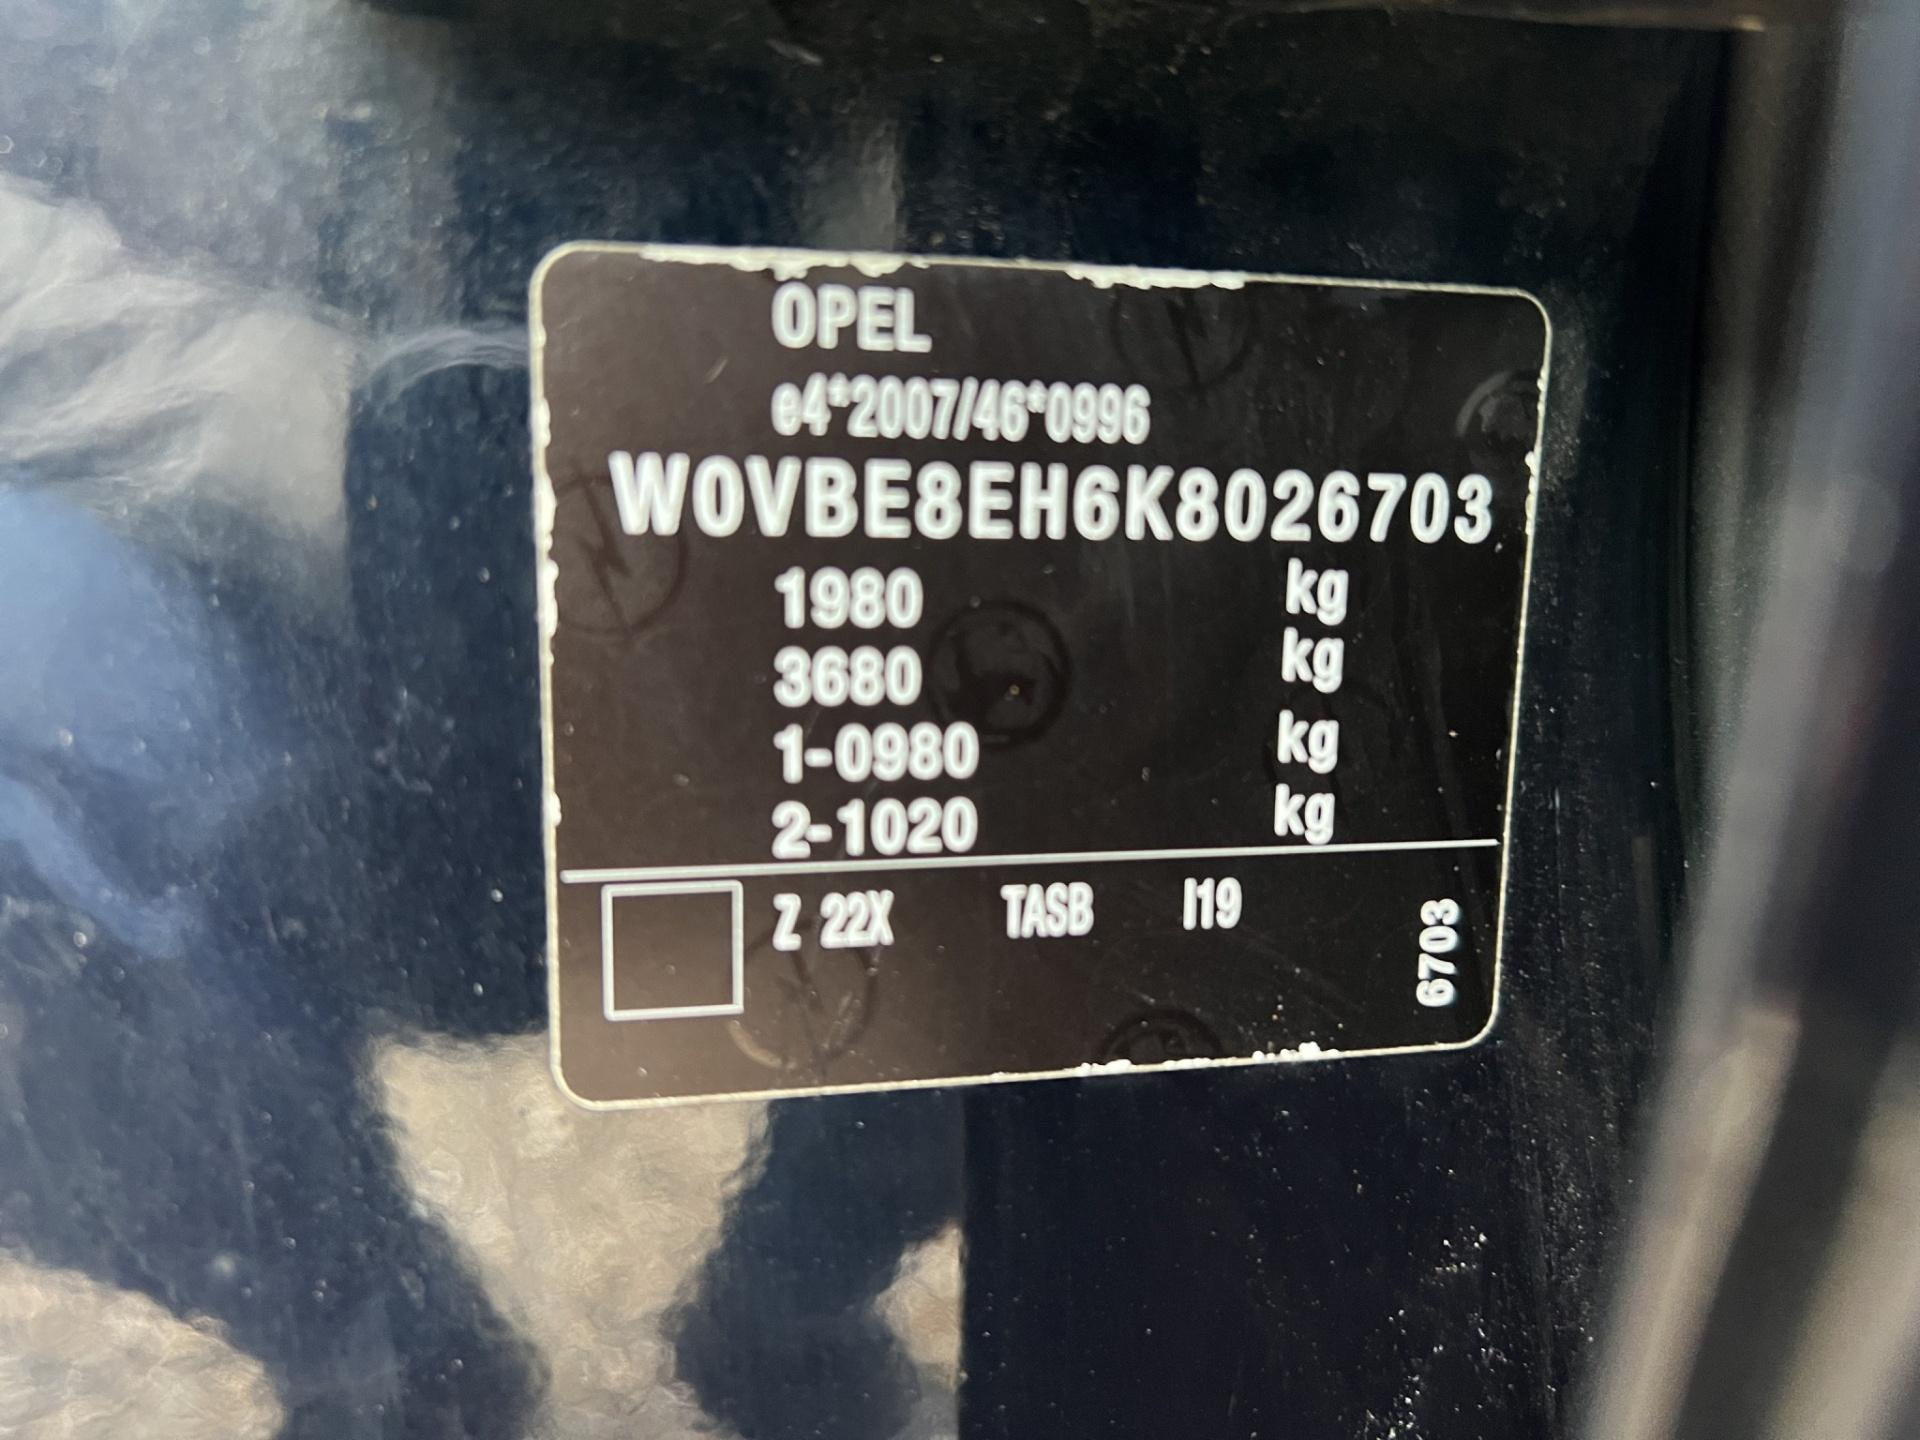 OPEL
e4*2007/46*0996
W0VBE8EH6K8026703
1980 kg
3680 kg
1-0980 kg
2-1020 kg
Z 22X TASB I19
6703